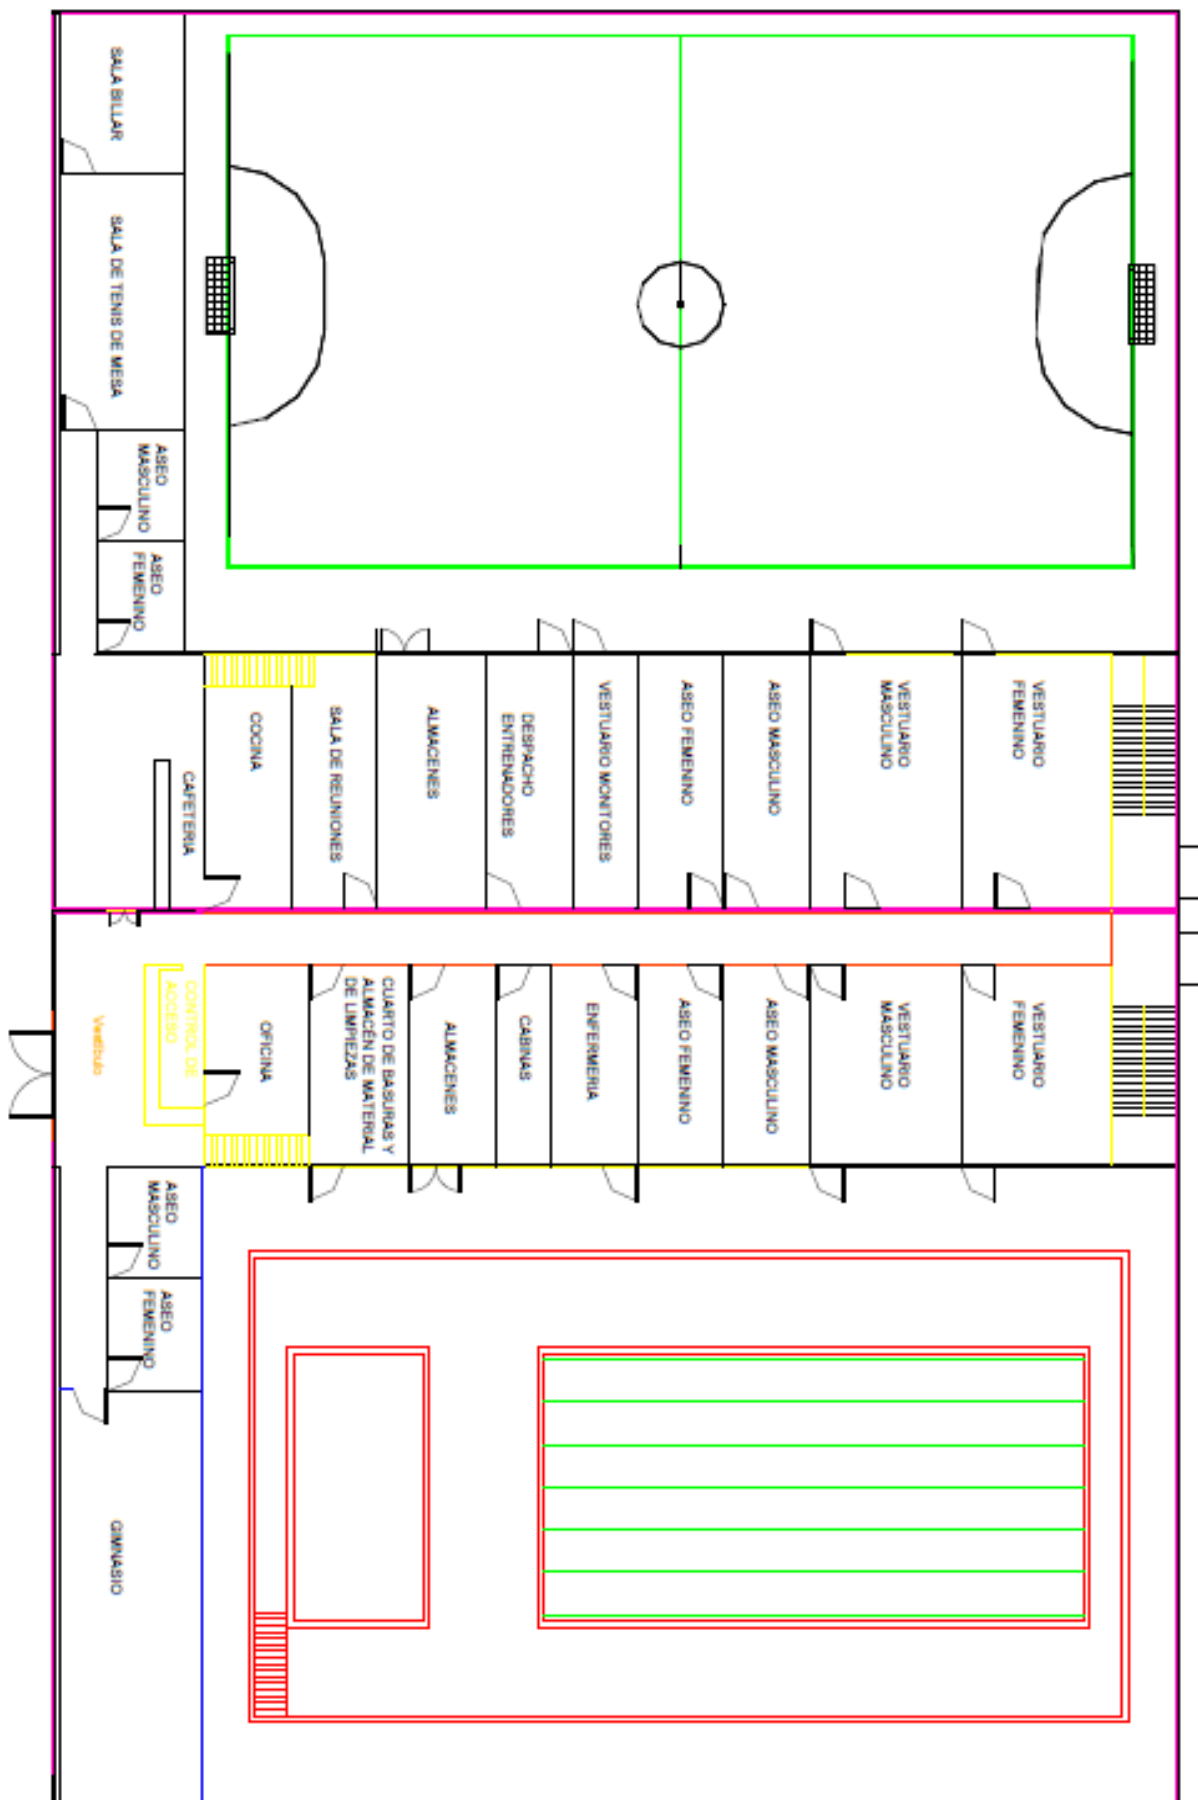 SALA BILLAR
SALA DE TENIS DE MESA
ASEO
MASCULINO
ASEO
FEMENINO
CAFETERIA
COCINA
SALA DE REUNIONES
ALMACENES
DESPACHO
ENTRENADORES
VESTUARIO MONITORES
ASEO FEMENINO
ASEO MASCULINO
VESTUARIO
MASCULINO
VESTUARIO
FEMENINO
Vestibulo
CONTROL DE
ACCESO
OFICINA
CUARTO DE BASURAS Y
ALMACÉN DE MATERIAL
DE LIMPIEZAS
ALMACENES
CABINAS
ENFERMERIA
ASEO FEMENINO
ASEO MASCULINO
VESTUARIO
MASCULINO
VESTUARIO
FEMENINO
ASEO
MASCULINO
ASEO
FEMENINO
GIMNASIO